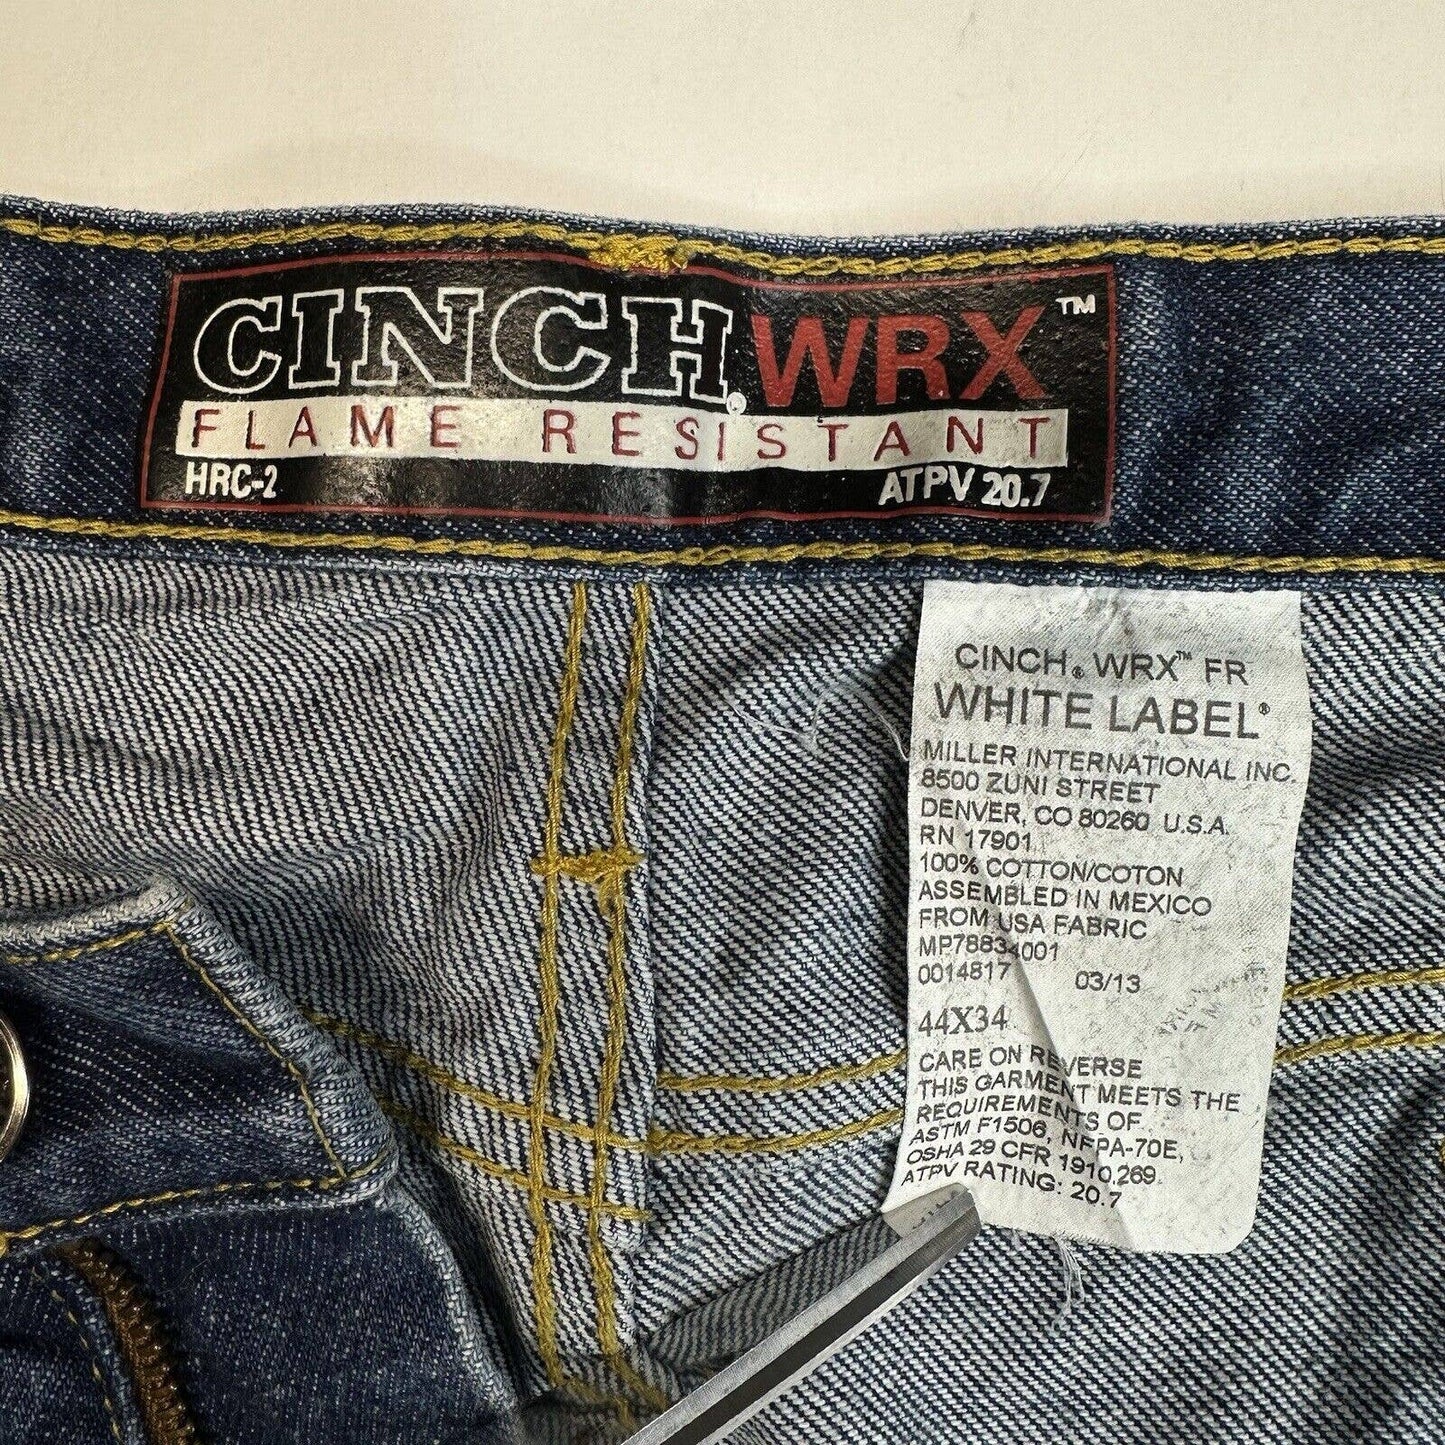 CINCH® WRX™
FLAME RESISTANT
HRC-2 ATPV 20.7
CINCH® WRX™ FR
WHITE LABEL®
MILLER INTERNATIONAL INC.
8500 ZUNI STREET
DENVER, CO 80260 U.S.A.
RN 17901
100% COTTON/COTON
ASSEMBLED IN MEXICO
FROM USA FABRIC
MP78834001
0014817 03/13
44X34
CARE ON REVERSE
THIS GARMENT MEETS THE
REQUIREMENTS OF
ASTM F1506, NFPA-70E,
OSHA 29 CFR 1910.269
ATPV RATING: 20.7